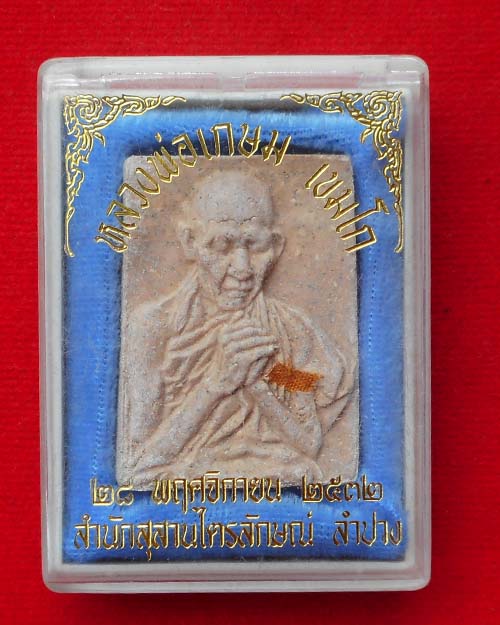 หลวงพ่อเกษม เขมโก
๒๘ พฤศจิกายน ๒๕๓๒
สำนักสุสานไตรลักษณ์ ลำปาง